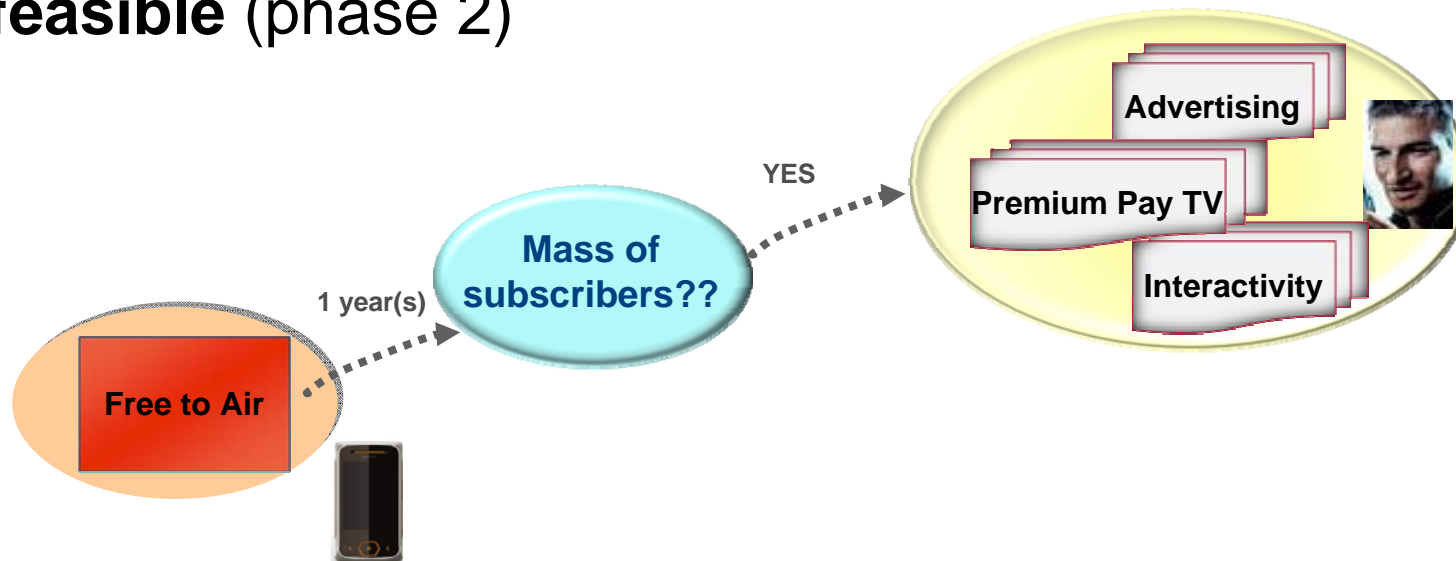 feasible (phase 2)
Advertising
YES
Premium Pay TV
Mass of
subscribers??
Interactivity
1 year(s)
Free to Air